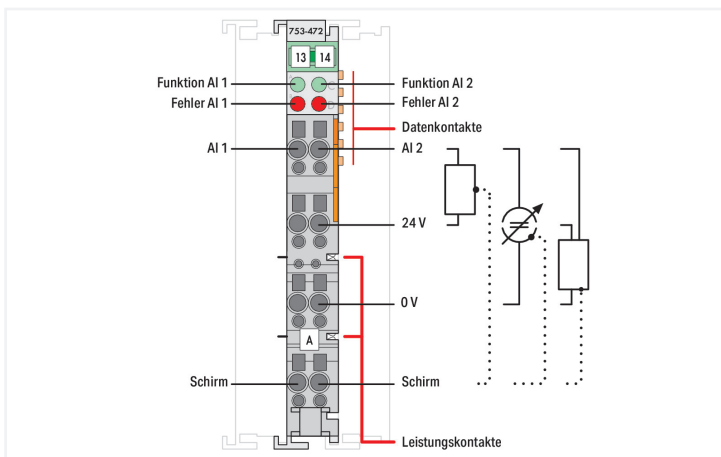 753-472
13 14
Funktion AI 1
Funktion AI 2
C
Fehler AI 1
Fehler AI 2
D
Datenkontakte
AI 1
AI 2
24 V
0 V
A
Schirm
Schirm
Leistungskontakte